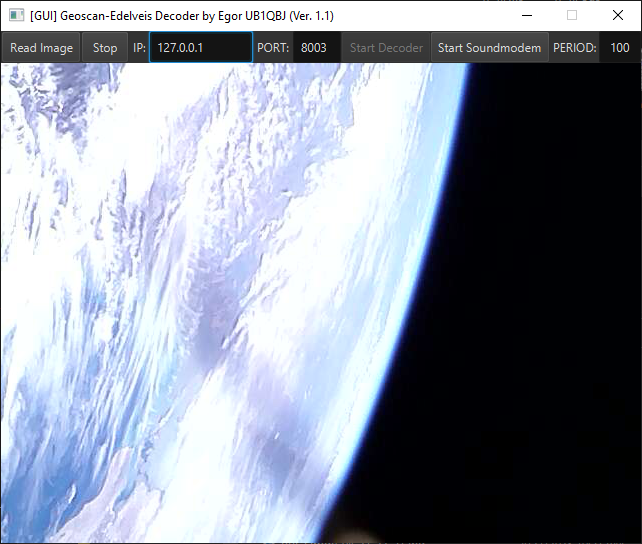 [GUI] Geoscan-Edelveis Decoder by Egor UB1QBJ (Ver. 1.1)
Read Image Stop IP: 127.0.0.1 PORT: 8003 Start Decoder Start Soundmodem PERIOD: 100